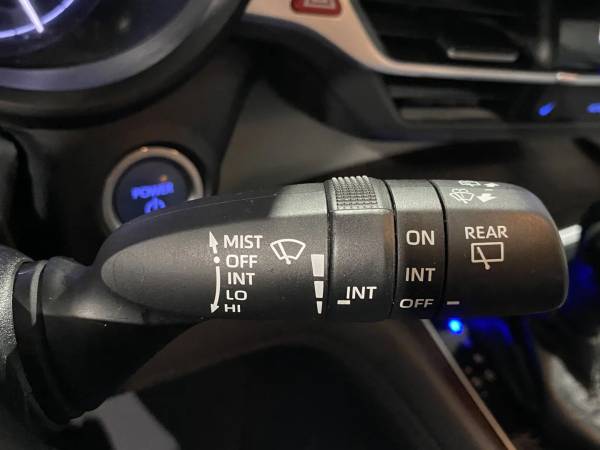 POWER
MIST
OFF
INT
LO
HI
INT
ON
INT
OFF
REAR